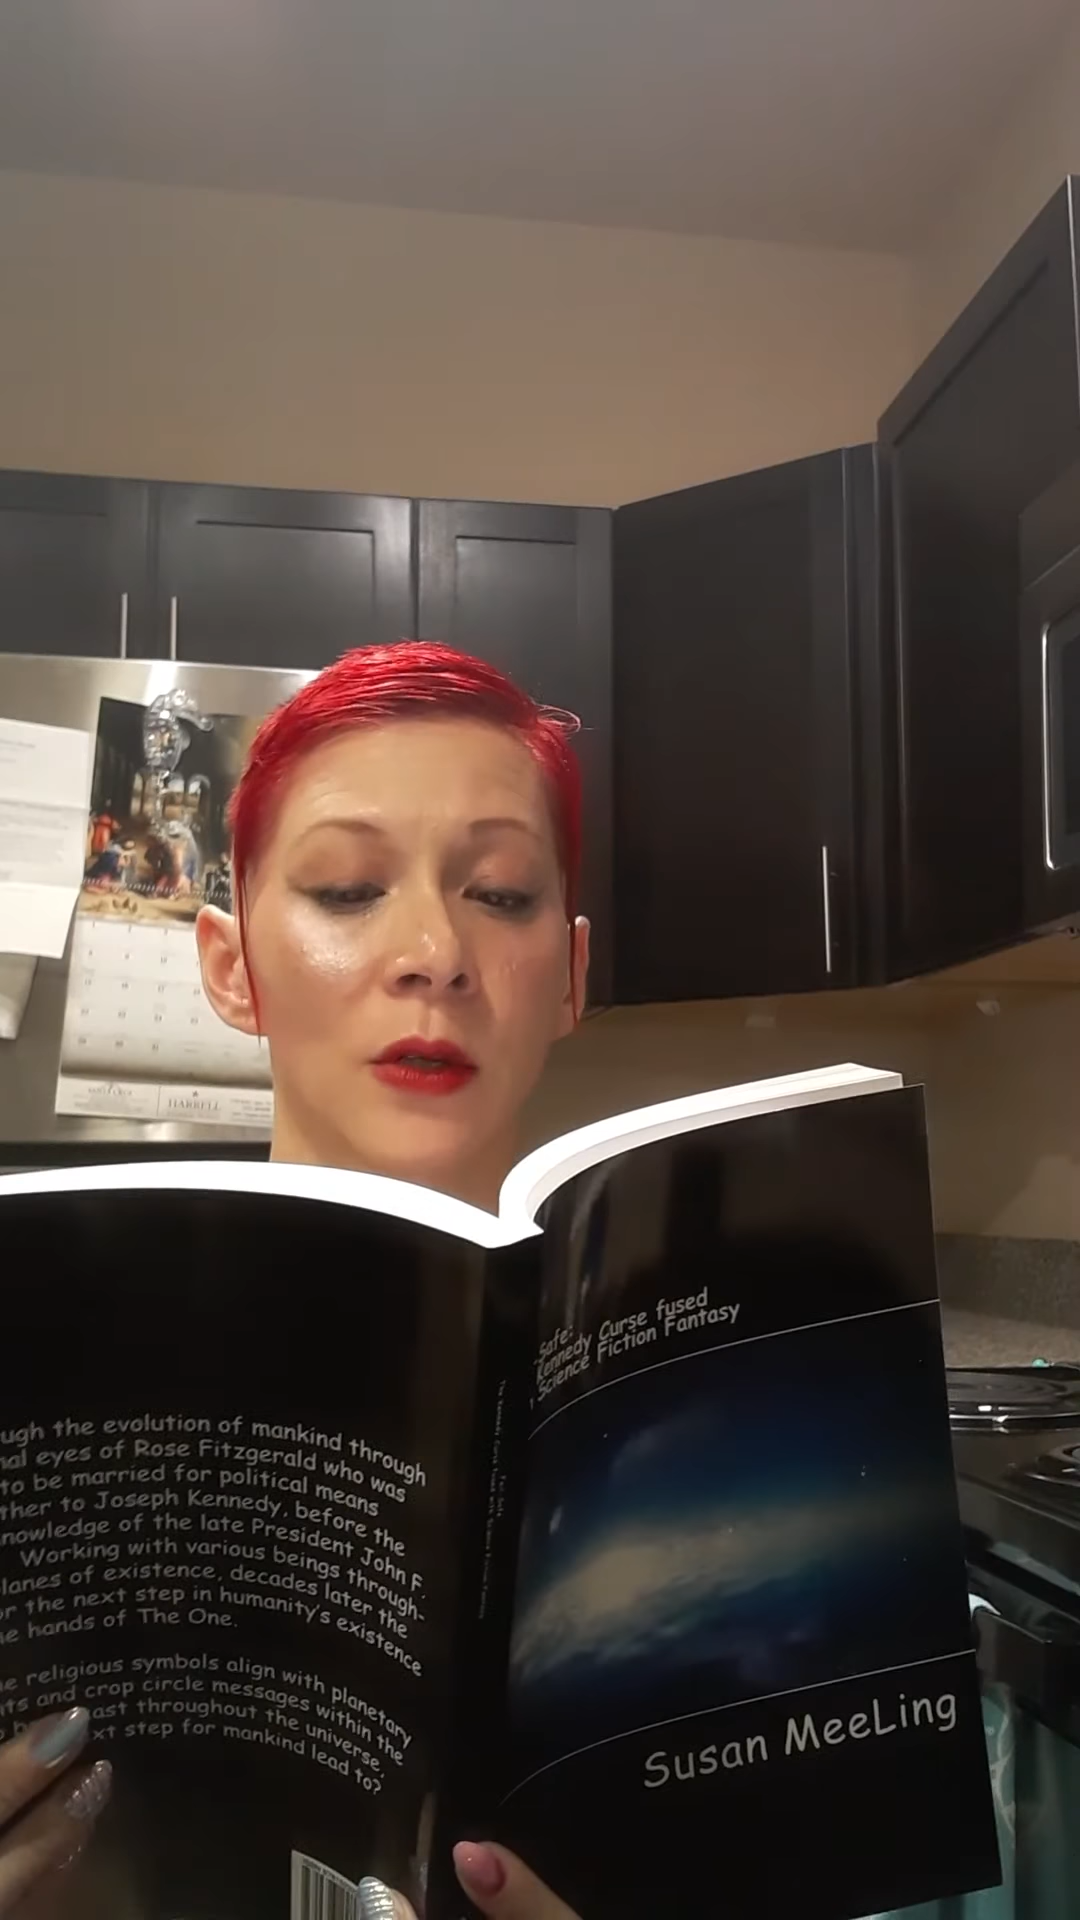 HARRELL
Safe:
Kennedy Curse fused
Science Fiction Fantasy
ugh the evolution of mankind through
nal eyes of Rose Fitzgerald who was
to be married for political means
ther to Joseph Kennedy, before the
nowledge of the late President John F.
Working with various beings through-
lanes of existence, decades later the
or the next step in humanity's existence
e hands of The One.
e religious symbols align with planetary
ts and crop circle messages within the
ast throughout the universe,
xt step for mankind lead to?
Susan MeeLing